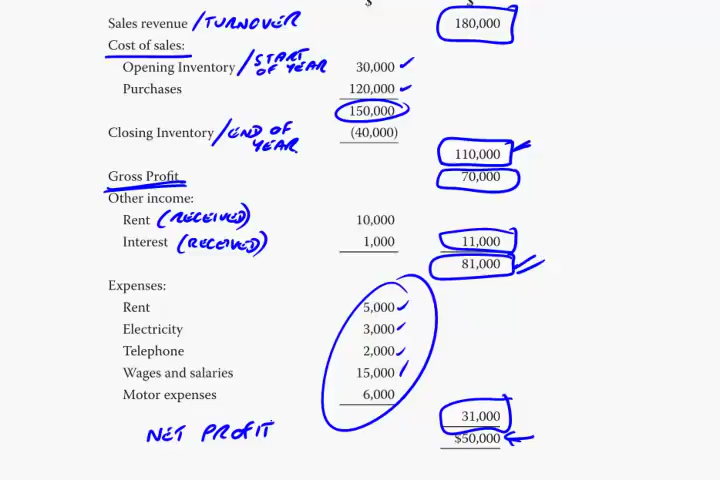 $ $
Sales revenue /TURNOVER 180,000
Cost of sales:
Opening Inventory /START OF YEAR 30,000
Purchases 120,000
150,000
Closing Inventory /END OF YEAR (40,000)
110,000
Gross Profit 70,000
Other income:
Rent (RECEIVED) 10,000
Interest (RECEIVED) 1,000 11,000
81,000
Expenses:
Rent 5,000
Electricity 3,000
Telephone 2,000
Wages and salaries 15,000
Motor expenses 6,000
31,000
NET PROFIT $50,000